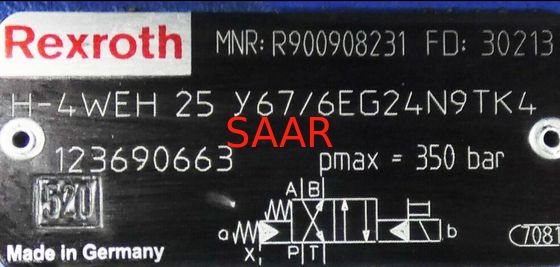 Rexroth MNR: R900908231 FD: 30213
H-4WEH 25 Y67/6EG24N9TK4
SAAR
123690663 pmax = 350 bar
520
A B
a b
X P T
Made in Germany
7081